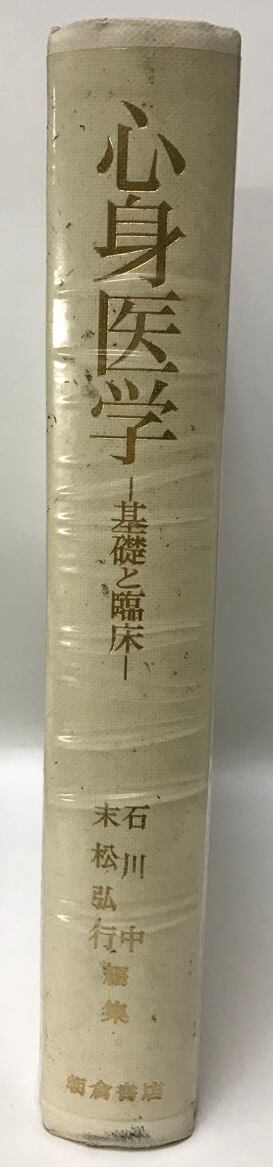 心身医学
―基礎と臨床―
石川中
末松弘行
編集
朝倉書店